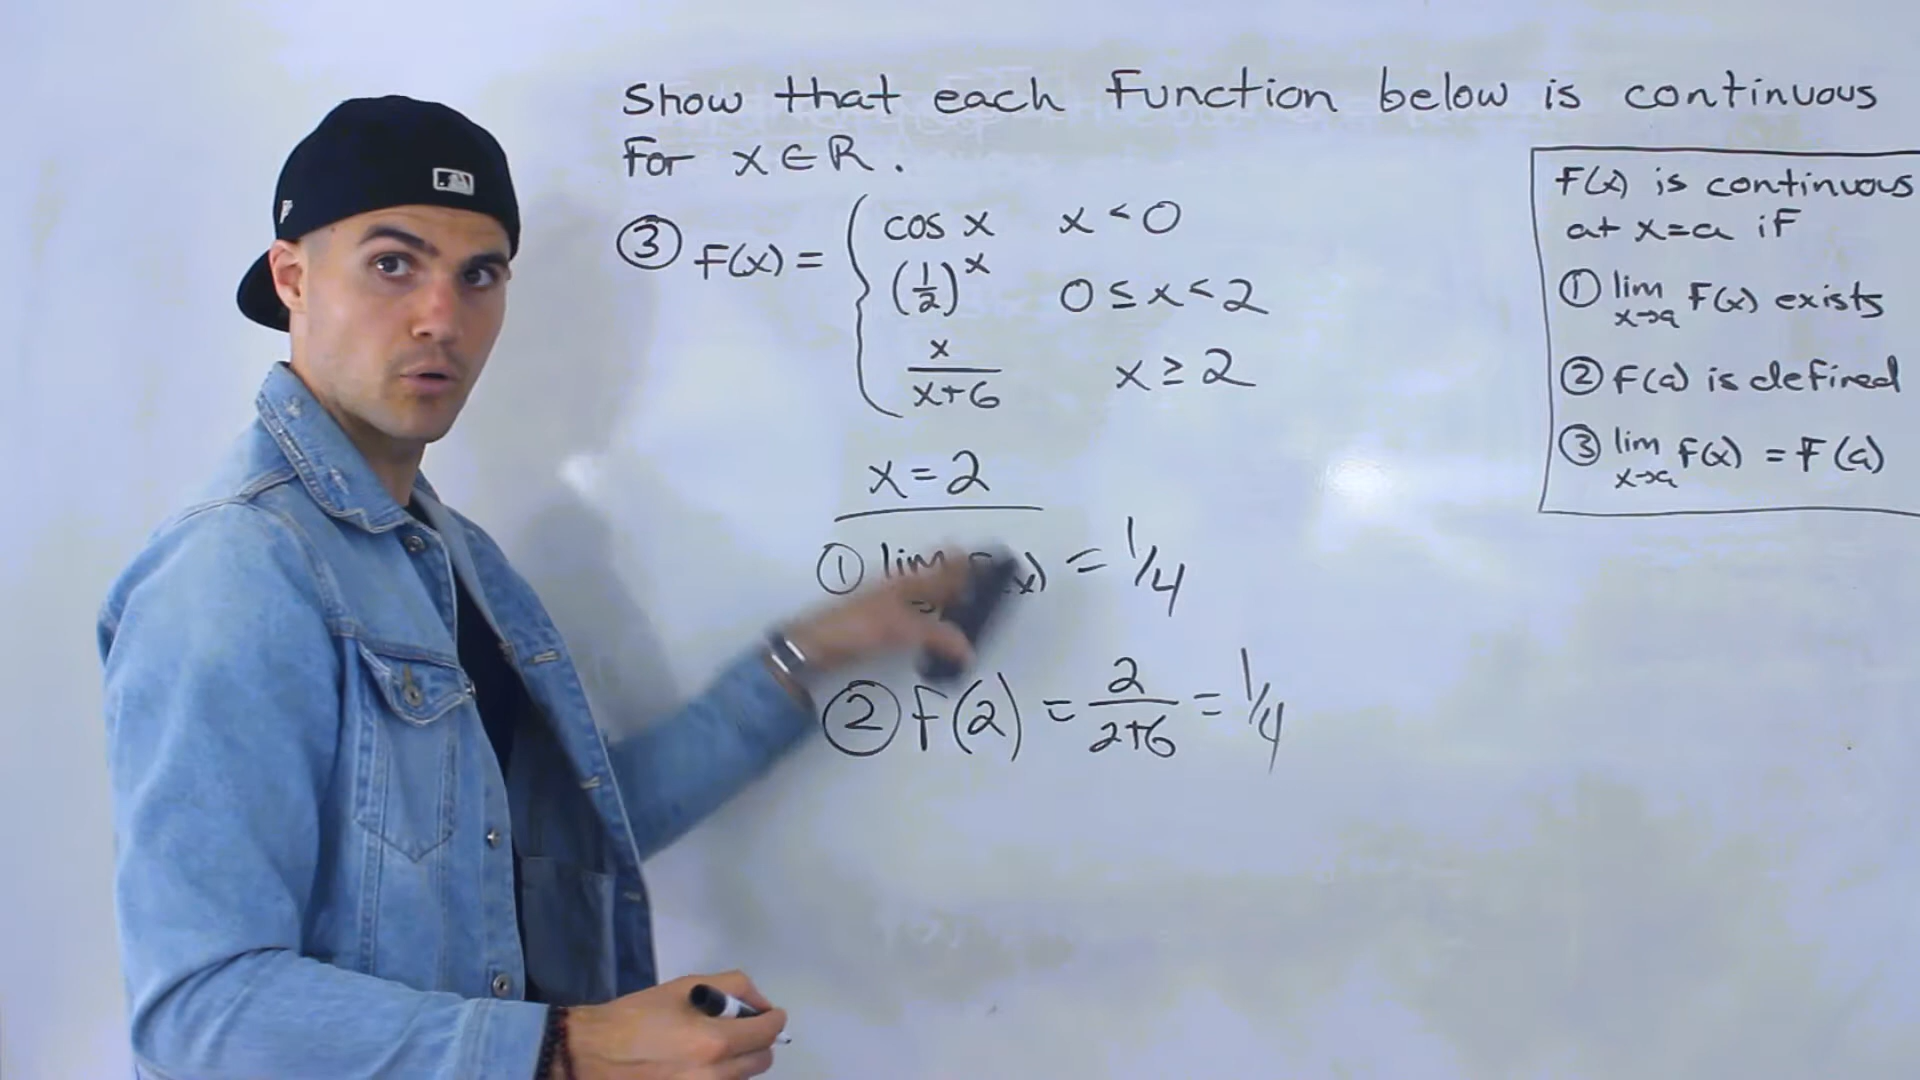 Show that each function below is continuous
for x ∈ R.
③ F(x) = { cos x   x < 0
(1/2)^x   0 ≤ x < 2
x/(x+6)   x ≥ 2
x = 2
① lim x) = 1/4
② F(2) = 2/(2+6) = 1/4
F(x) is continuous
at x=a if
① lim x→a F(x) exists
② F(a) is defined
③ lim x→a F(x) = F(a)